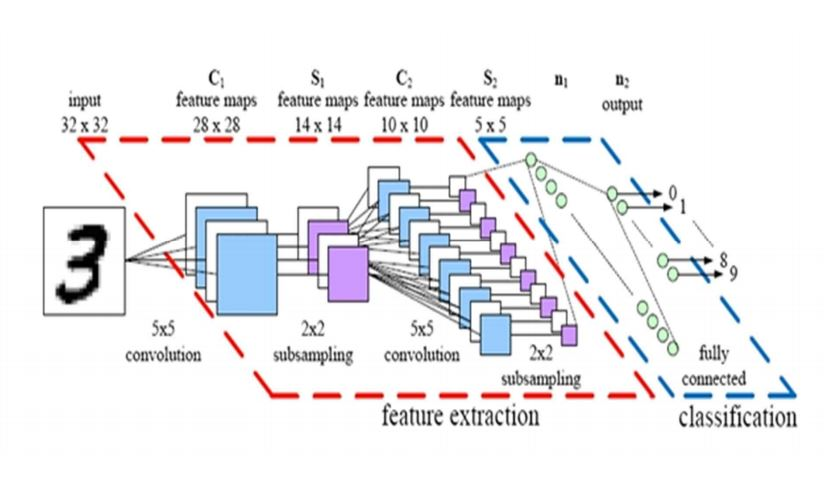 input
32 x 32
C₁
feature maps
28 x 28
S₁
feature maps
14 x 14
C₂
feature maps
10 x 10
S₂
feature maps
5 x 5
n₁
n₂
output
3
0
1
8
9
5x5
convolution
2x2
subsampling
5x5
convolution
2x2
subsampling
fully
connected
feature extraction
classification